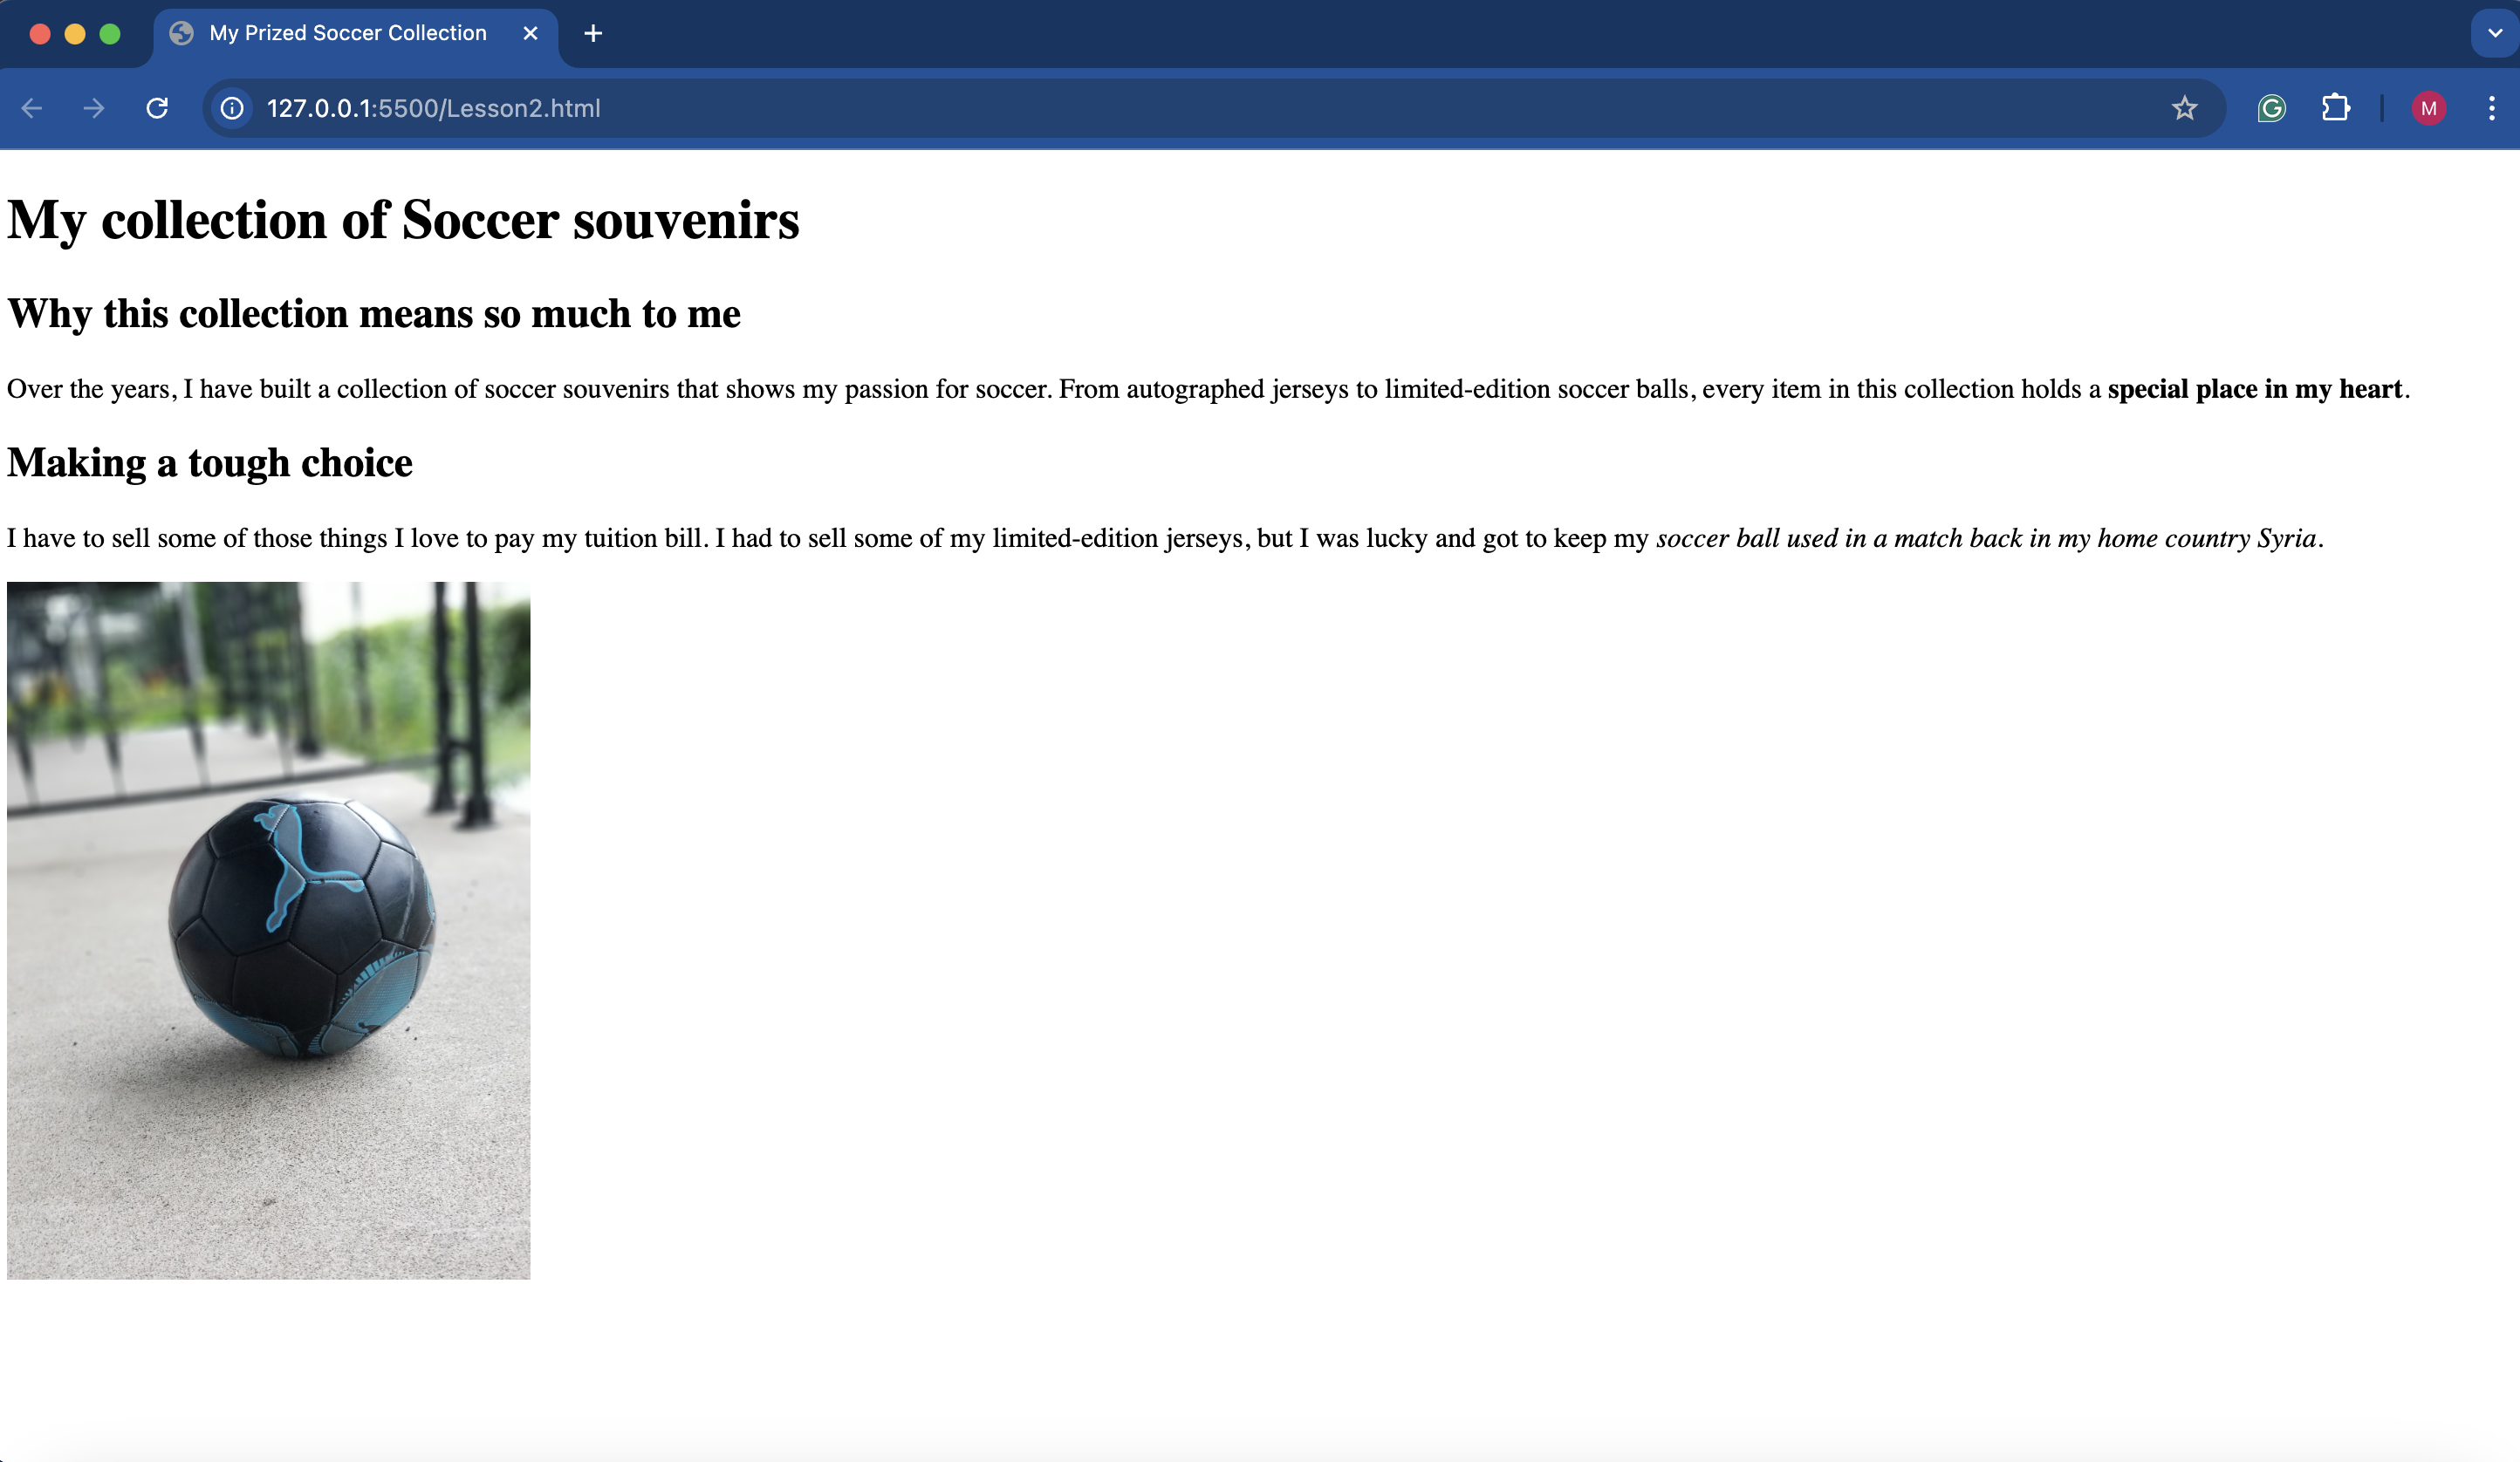 My Prized Soccer Collection
127.0.0.1:5500/Lesson2.html
M
My collection of Soccer souvenirs
Why this collection means so much to me
Over the years, I have built a collection of soccer souvenirs that shows my passion for soccer. From autographed jerseys to limited-edition soccer balls, every item in this collection holds a special place in my heart.
Making a tough choice
I have to sell some of those things I love to pay my tuition bill. I had to sell some of my limited-edition jerseys, but I was lucky and got to keep my soccer ball used in a match back in my home country Syria.